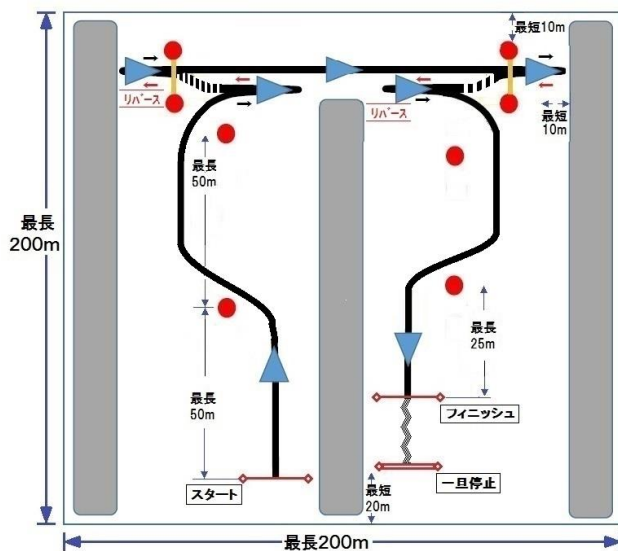 最短10m
リバース
リバース
最短
10m
最長
50m
最長
200m
最長
25m
最長
50m
フィニッシュ
スタート
一旦停止
最短
20m
最長200m